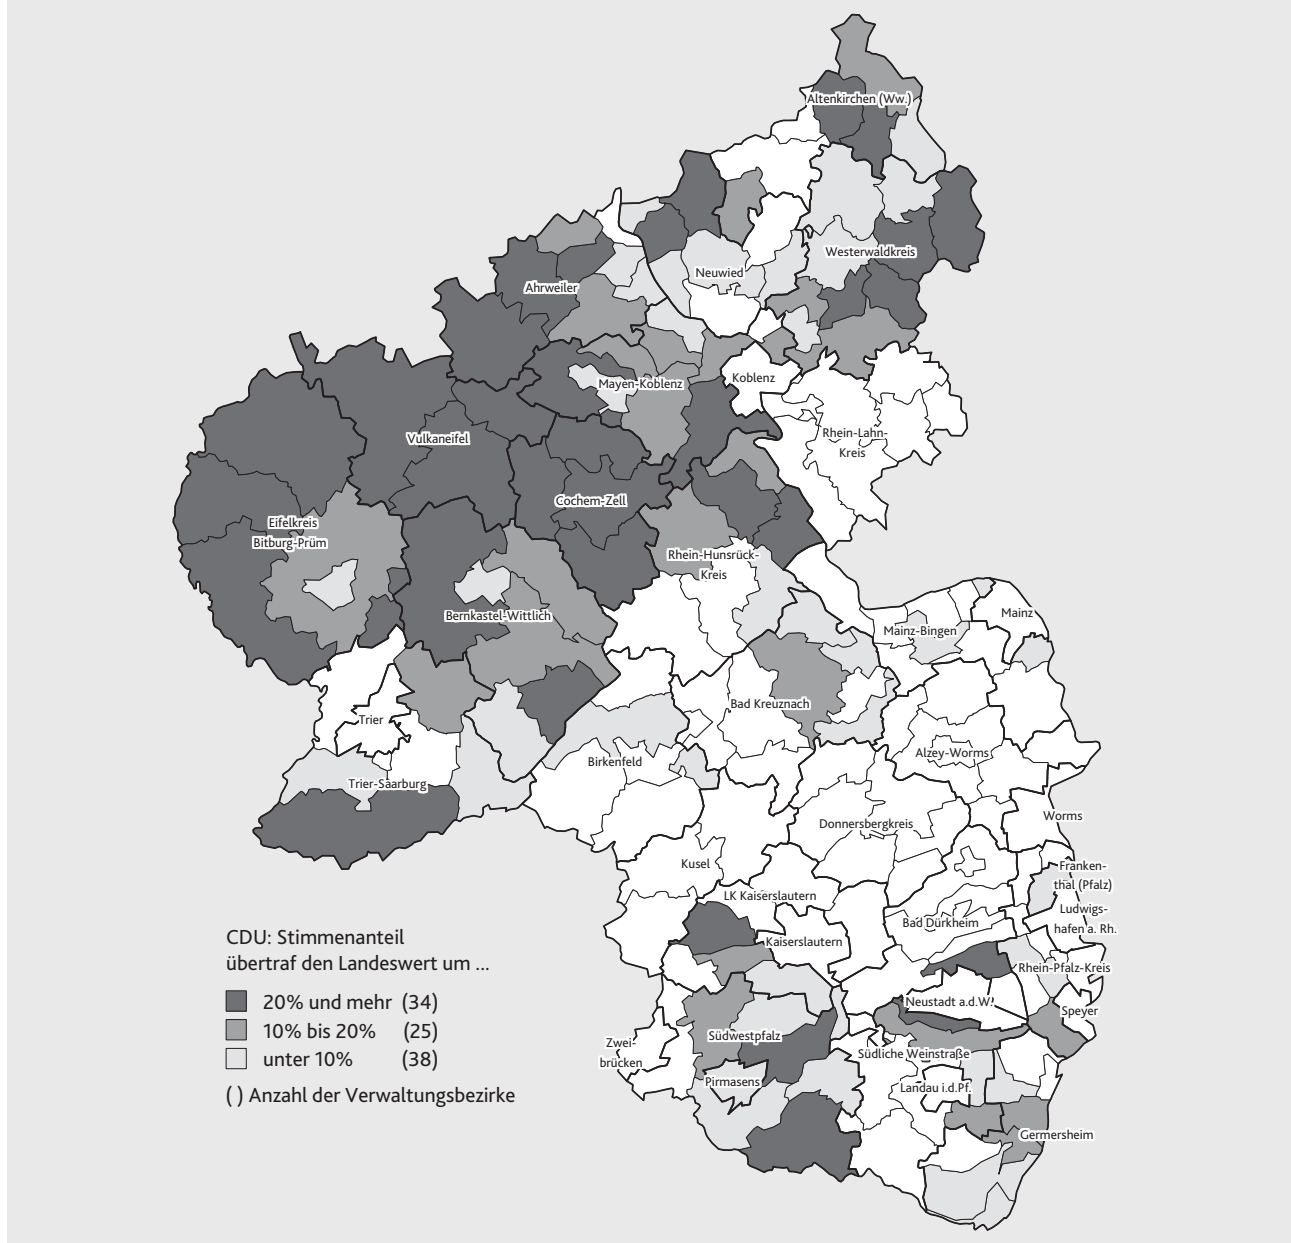 Altenkirchen (Ww.)
Westerwaldkreis
Neuwied
Ahrweiler
Mayen-Koblenz
Koblenz
Rhein-Lahn-
Kreis
Vulkaneifel
Cochem-Zell
Eifelkreis
Bitburg-Prüm
Rhein-Hunsrück-
Kreis
Bernkastel-Wittlich
Mainz
Mainz-Bingen
Bad Kreuznach
Trier
Alzey-Worms
Birkenfeld
Trier-Saarburg
Worms
Donnersbergkreis
Kusel
Franken-
thal (Pfalz)
LK Kaiserslautern
Ludwigs-
hafen a. Rh.
Bad Dürkheim
Kaiserslautern
Rhein-Pfalz-Kreis
Neustadt a.d.W.
Speyer
Südwestpfalz
Zwei-
brücken
Südliche Weinstraße
Pirmasens
Landau i.d.Pf.
Germersheim
CDU: Stimmenanteil
übertraf den Landeswert um ...
20% und mehr (34)
10% bis 20% (25)
unter 10% (38)
( ) Anzahl der Verwaltungsbezirke